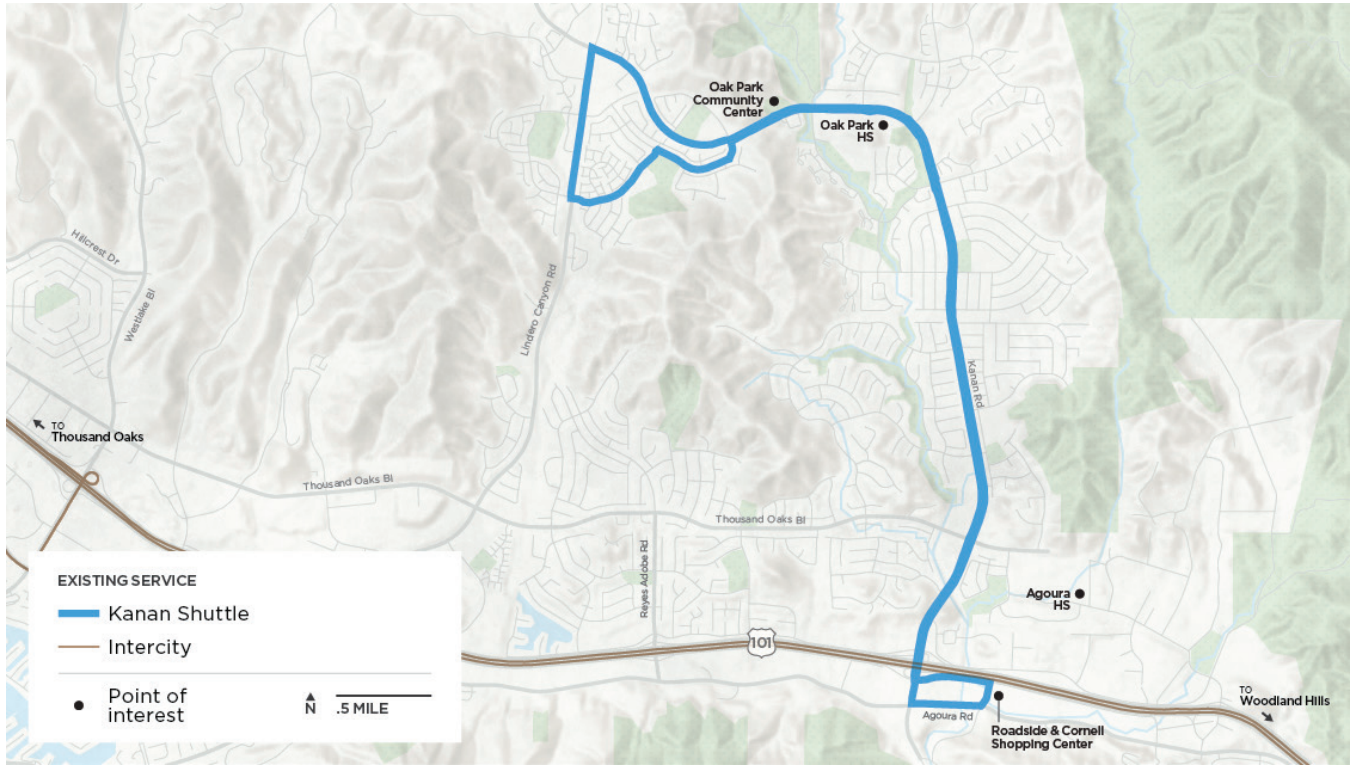 Oak Park
Community
Center
Oak Park
HS
Hillcrest Dr
Westlake Bl
Lindero Canyon Rd
Kanan Rd
TO
Thousand Oaks
Thousand Oaks Bl
Thousand Oaks Bl
Reyes Adobe Rd
Agoura
HS
101
TO
Woodland Hills
Agoura Rd
Roadside & Cornell
Shopping Center
EXISTING SERVICE
Kanan Shuttle
Intercity
Point of
interest
N
.5 MILE